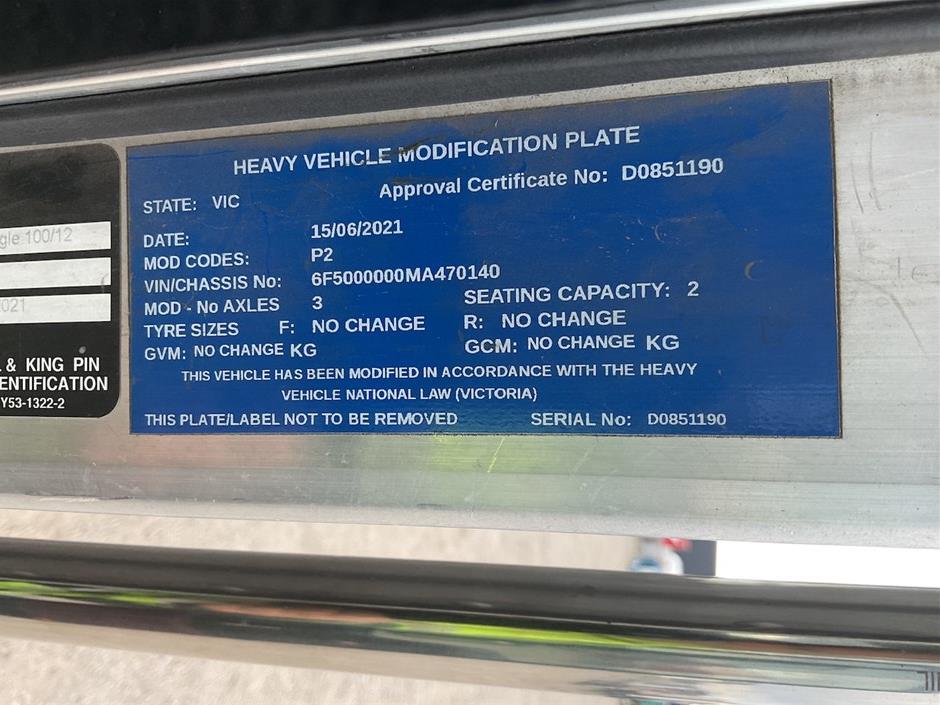 HEAVY VEHICLE MODIFICATION PLATE
Approval Certificate No: D0851190
STATE: VIC
DATE: 15/06/2021
MOD CODES: P2
VIN/CHASSIS No: 6F5000000MA470140
MOD - No AXLES 3 SEATING CAPACITY: 2
TYRE SIZES F: NO CHANGE R: NO CHANGE
GVM: NO CHANGE KG GCM: NO CHANGE KG
THIS VEHICLE HAS BEEN MODIFIED IN ACCORDANCE WITH THE HEAVY
VEHICLE NATIONAL LAW (VICTORIA)
THIS PLATE/LABEL NOT TO BE REMOVED SERIAL No: D0851190
gle 100/12
021
& KING PIN
ENTIFICATION
Y53-1322-2